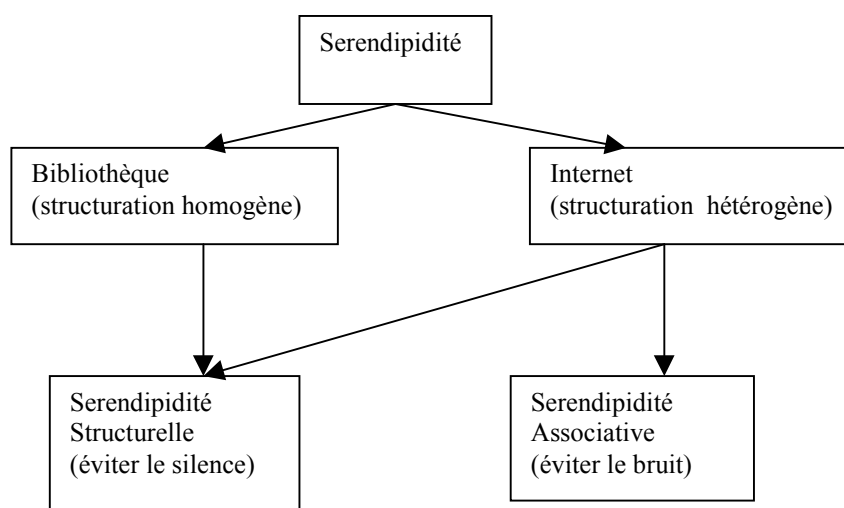 Serendipidité
Bibliothèque
(structuration homogène)
Internet
(structuration hétérogène)
Serendipidité
Structurelle
(éviter le silence)
Serendipidité
Associative
(éviter le bruit)